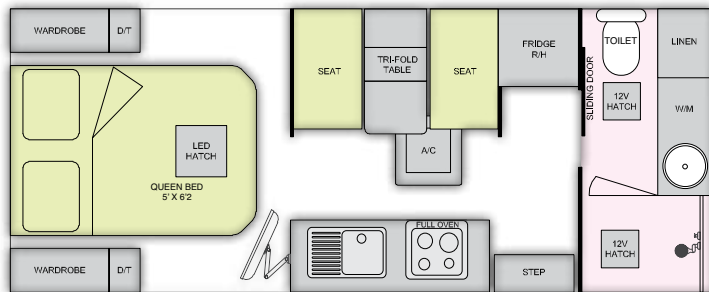 WARDROBE
D/T
SEAT
TRI-FOLD
TABLE
SEAT
FRIDGE
R/H
SLIDING DOOR
TOILET
LINEN
12V
HATCH
W/M
LED
HATCH
A/C
QUEEN BED
5' X 6'2
FULL OVEN
12V
HATCH
WARDROBE
D/T
STEP